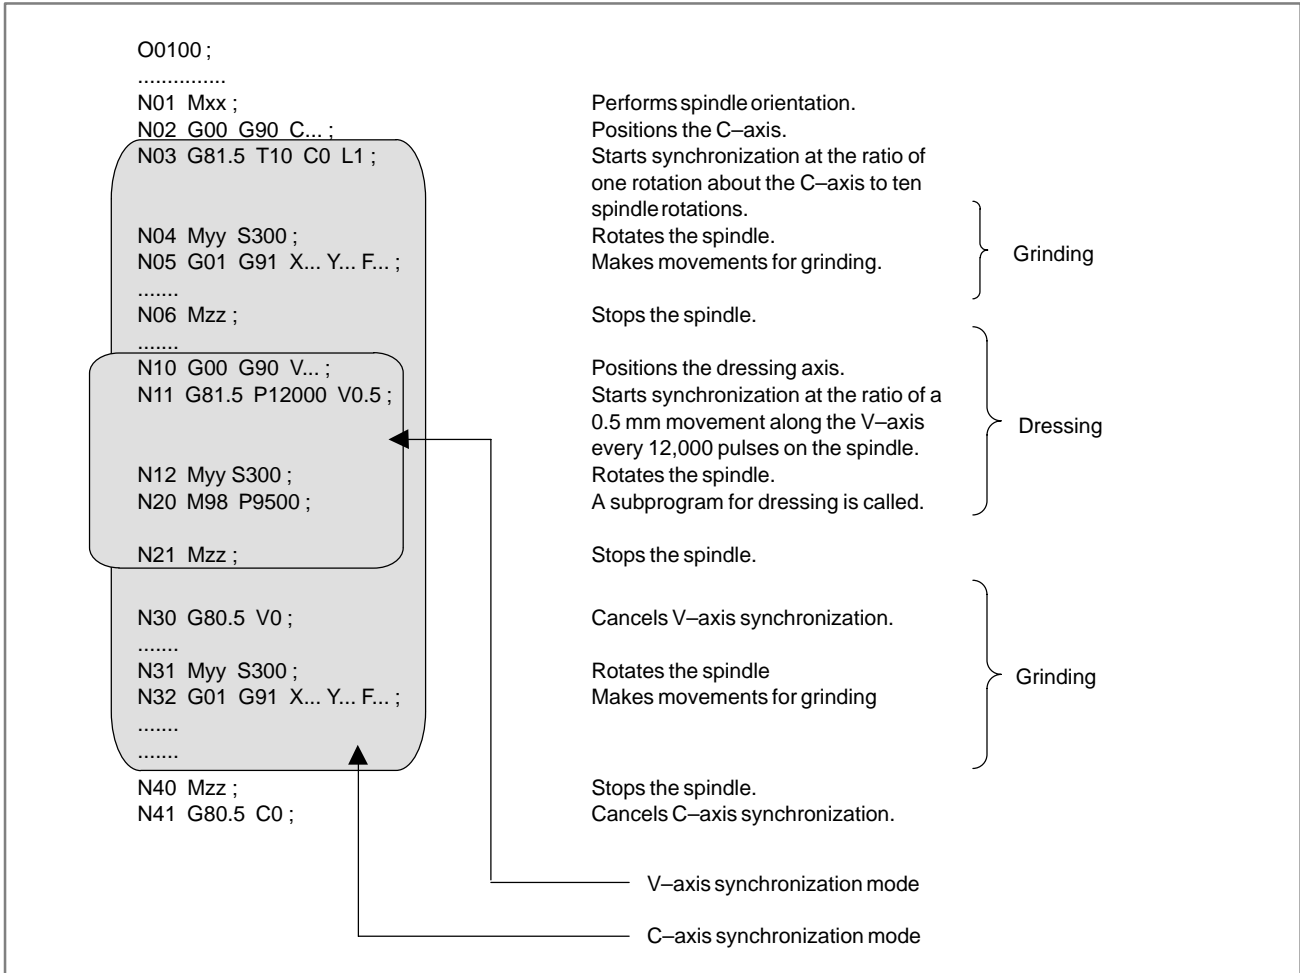 O0100 ;
...............
N01 Mxx ; Performs spindle orientation.
N02 G00 G90 C... ; Positions the C–axis.
N03 G81.5 T10 C0 L1 ; Starts synchronization at the ratio of
one rotation about the C–axis to ten
spindle rotations.
N04 Myy S300 ; Rotates the spindle.
Grinding
N05 G01 G91 X... Y... F... ; Makes movements for grinding.
.......
N06 Mzz ; Stops the spindle.
.......
N10 G00 G90 V... ; Positions the dressing axis.
N11 G81.5 P12000 V0.5 ; Starts synchronization at the ratio of a
0.5 mm movement along the V–axis
Dressing
every 12,000 pulses on the spindle.
N12 Myy S300 ; Rotates the spindle.
N20 M98 P9500 ; A subprogram for dressing is called.
N21 Mzz ; Stops the spindle.
N30 G80.5 V0 ; Cancels V–axis synchronization.
.......
N31 Myy S300 ; Rotates the spindle
Grinding
N32 G01 G91 X... Y... F... ; Makes movements for grinding
.......
.......
N40 Mzz ; Stops the spindle.
N41 G80.5 C0 ; Cancels C–axis synchronization.
V–axis synchronization mode
C–axis synchronization mode